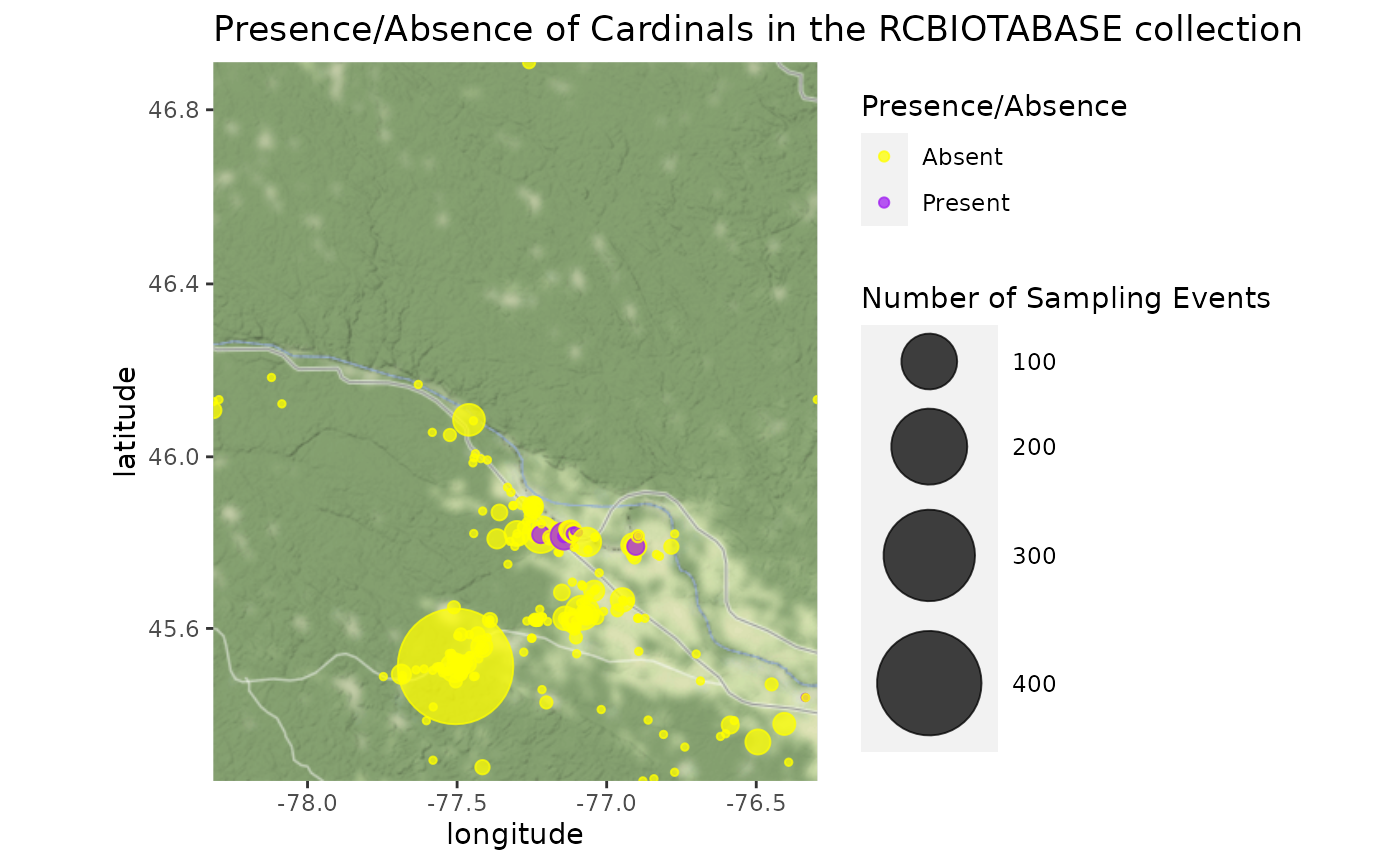 Presence/Absence of Cardinals in the RCBIOTABASE collection
46.8
46.4
46.0
45.6
latitude
-78.0
-77.5
-77.0
-76.5
longitude
Presence/Absence
Absent
Present
Number of Sampling Events
100
200
300
400